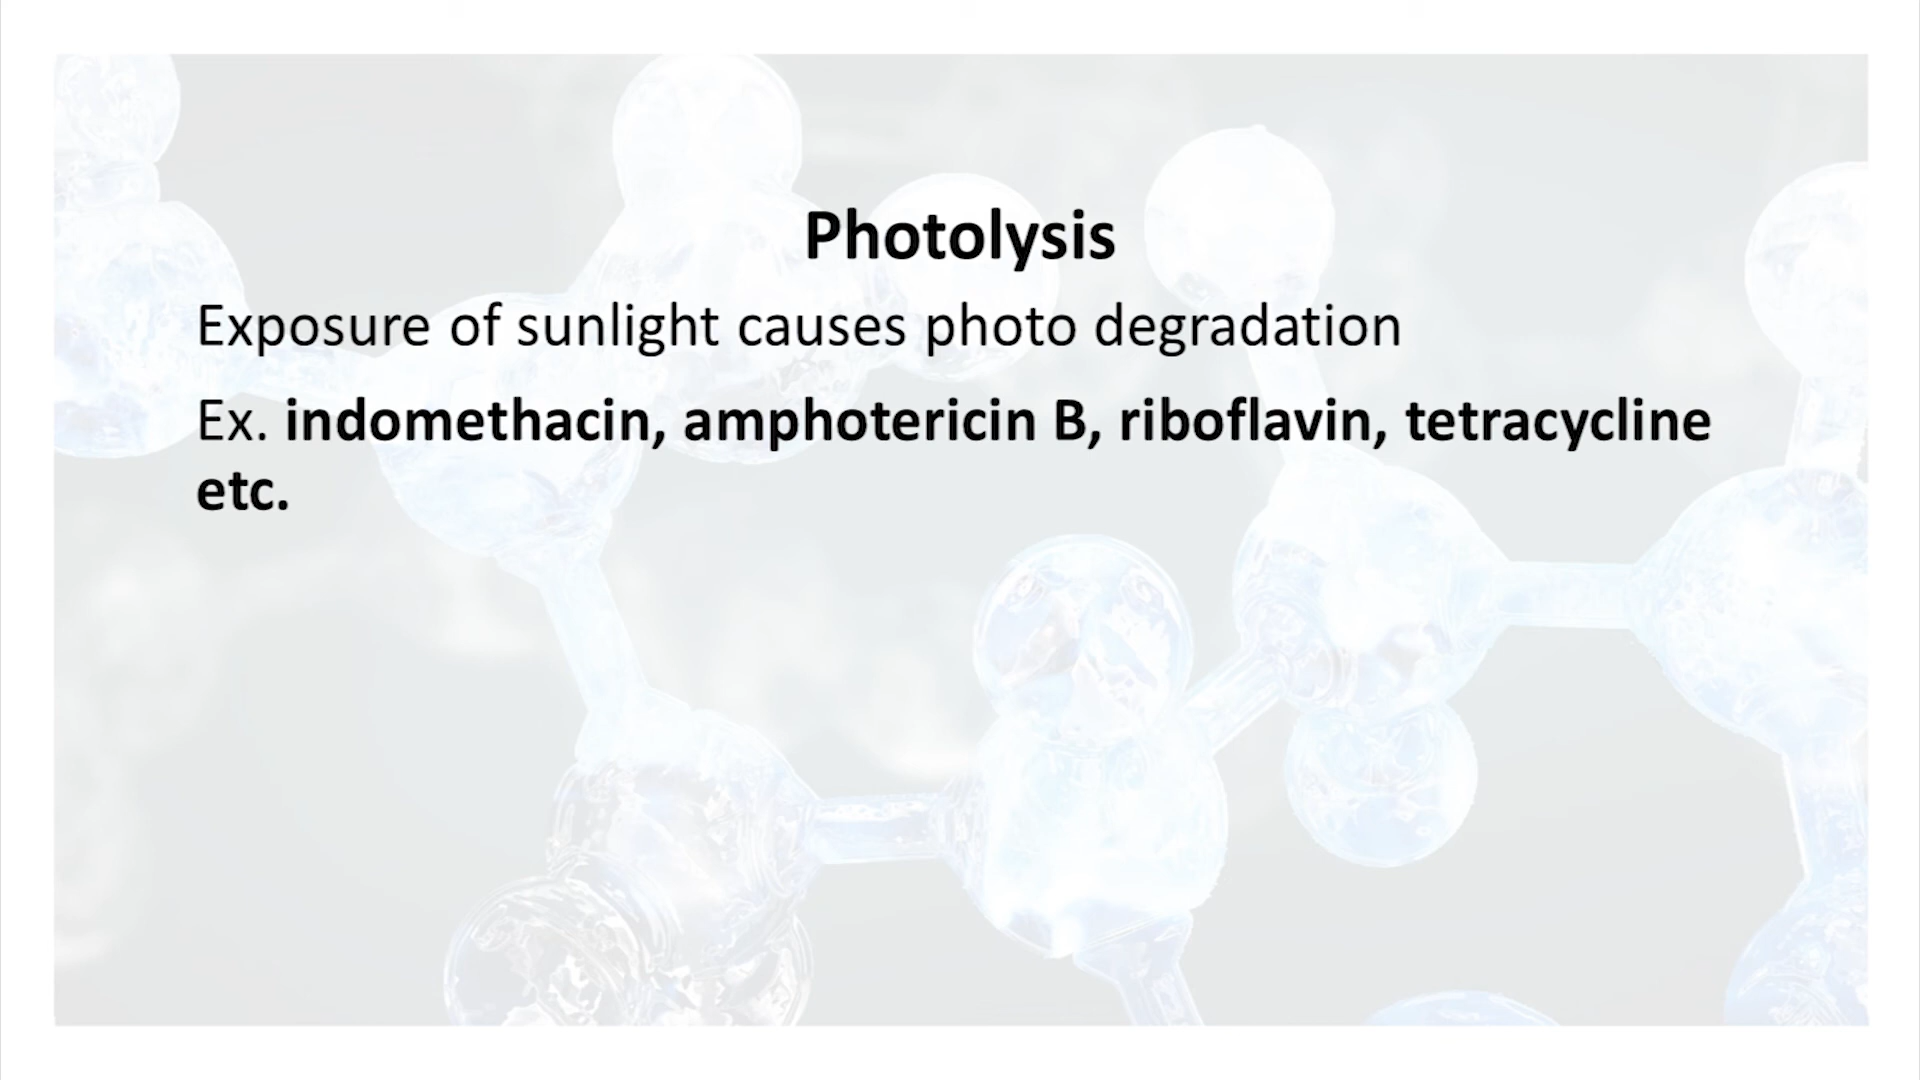 Photolysis
Exposure of sunlight causes photo degradation
Ex. indomethacin, amphotericin B, riboflavin, tetracycline
etc.